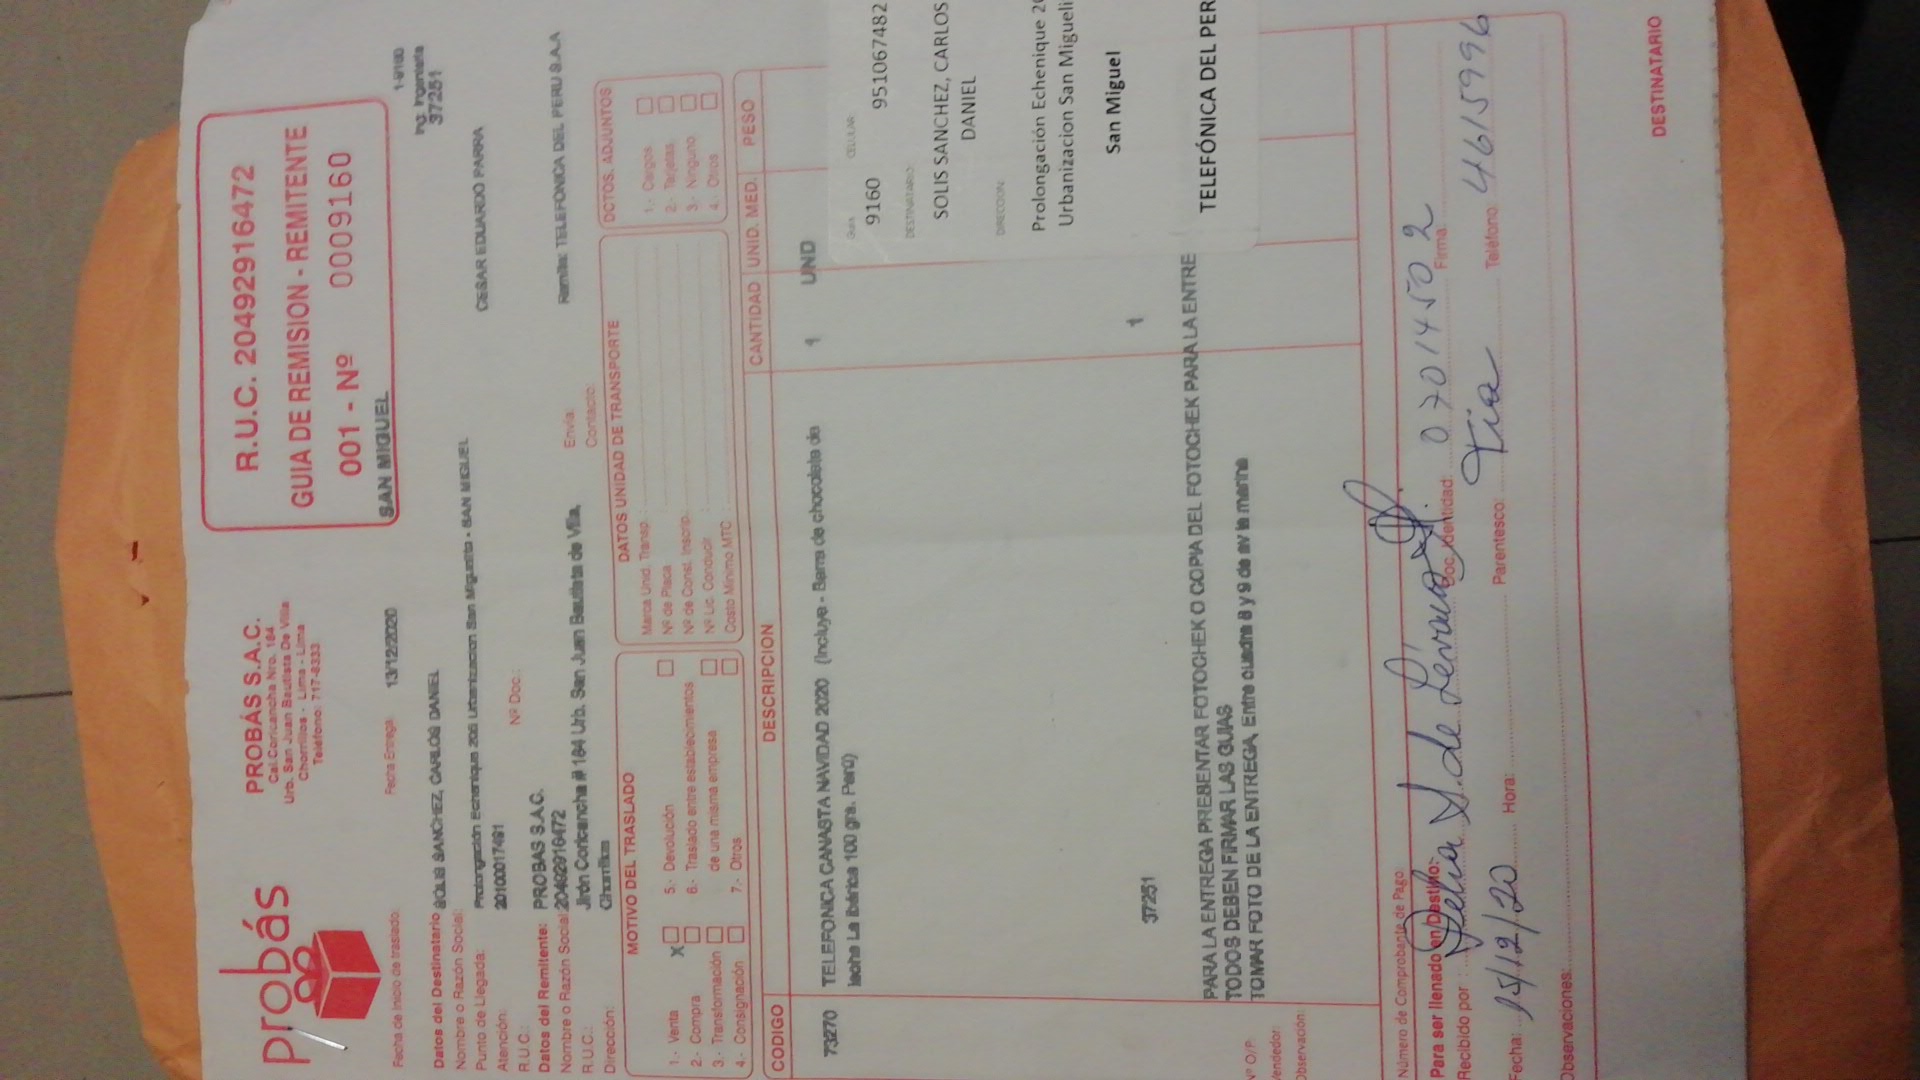 probás
PROBÁS S.A.C.
Cal. Coricancha Nro. 184
Urb. San Juan Bautista De Villa
Chorrillos - Lima - Lima
Teléfono: 717-8333
R.U.C. 20492916472
GUIA DE REMISION - REMITENTE
001 - Nº 0009160
SAN MIGUEL
1-9160
Fecha de Inicio de traslado:
Fecha Entrega: 13/12/2020
Ing. Ingeniería
37251
Datos del Destinatario
Nombre o Razón Social: SOLIS SANCHEZ, CARLOS DANIEL
Punto de Llegada: Prolongación Echenique 206 Urbanizacion San Miguelito - SAN MIGUEL
Atención: CESAR EDUARDO PARRA
R.U.C.: 20100017491 Nº Doc.:
Datos del Remitente:
Nombre o Razón Social: PROBAS S.A.C.
R.U.C.: 20492916472
Remite: TELEFONICA DEL PERU S.A.A
Dirección: Jirón Coricancha # 184 Urb. San Juan Bautista de Villa,
Chorrillos
Envía:
Contacto:
MOTIVO DEL TRASLADO
1.- Venta X
2.- Compra
3.- Transformación
4.- Consignación
5.- Devolución
6.- Traslado entre establecimientos
de una misma empresa
7.- Otros
DATOS UNIDAD DE TRANSPORTE
Marca Unid. Transp.:
Nº de Placa :
Nº de Const. Inscrip. :
Nº Lic. Conducir :
Costo Mínimo MTC :
DCTOS. ADJUNTOS
1.- Cargos
2.- Tarjetas
3.- Ninguno
4.- Otros
CODIGO DESCRIPCION CANTIDAD UNID. MED. PESO
73270 TELEFONICA CANASTA NAVIDAD 2020 (Incluye - Barra de chocolate de 1 UND
leche La Ibérica 100 grs. Perú)
37251 1
PARA LA ENTREGA PRESENTAR FOTOCHEK O COPIA DEL FOTOCHEK PARA LA ENTRE
TODOS DEBEN FIRMAR LAS GUIAS
TOMAR FOTO DE LA ENTREGA. Entre cuadra 8 y 9 de av la marina
Guía CELULAR
9160 951067482
DESTINATARIO:
SOLIS SANCHEZ, CARLOS
DANIEL
DIRECCIÓN:
Prolongación Echenique 20
Urbanizacion San Migueli
San Miguel
TELEFÓNICA DEL PER
Nº O/P:
Vendedor:
Observación:
Número de Comprobante de Pago
Para ser llenado en Destino:
Recibido por : Delia S. de Doc. Identidad: 07014502 Firma:
Fecha: 15/12/20 Hora: Parentesco: Tia Teléfono: 4615996
Observaciones:
DESTINATARIO